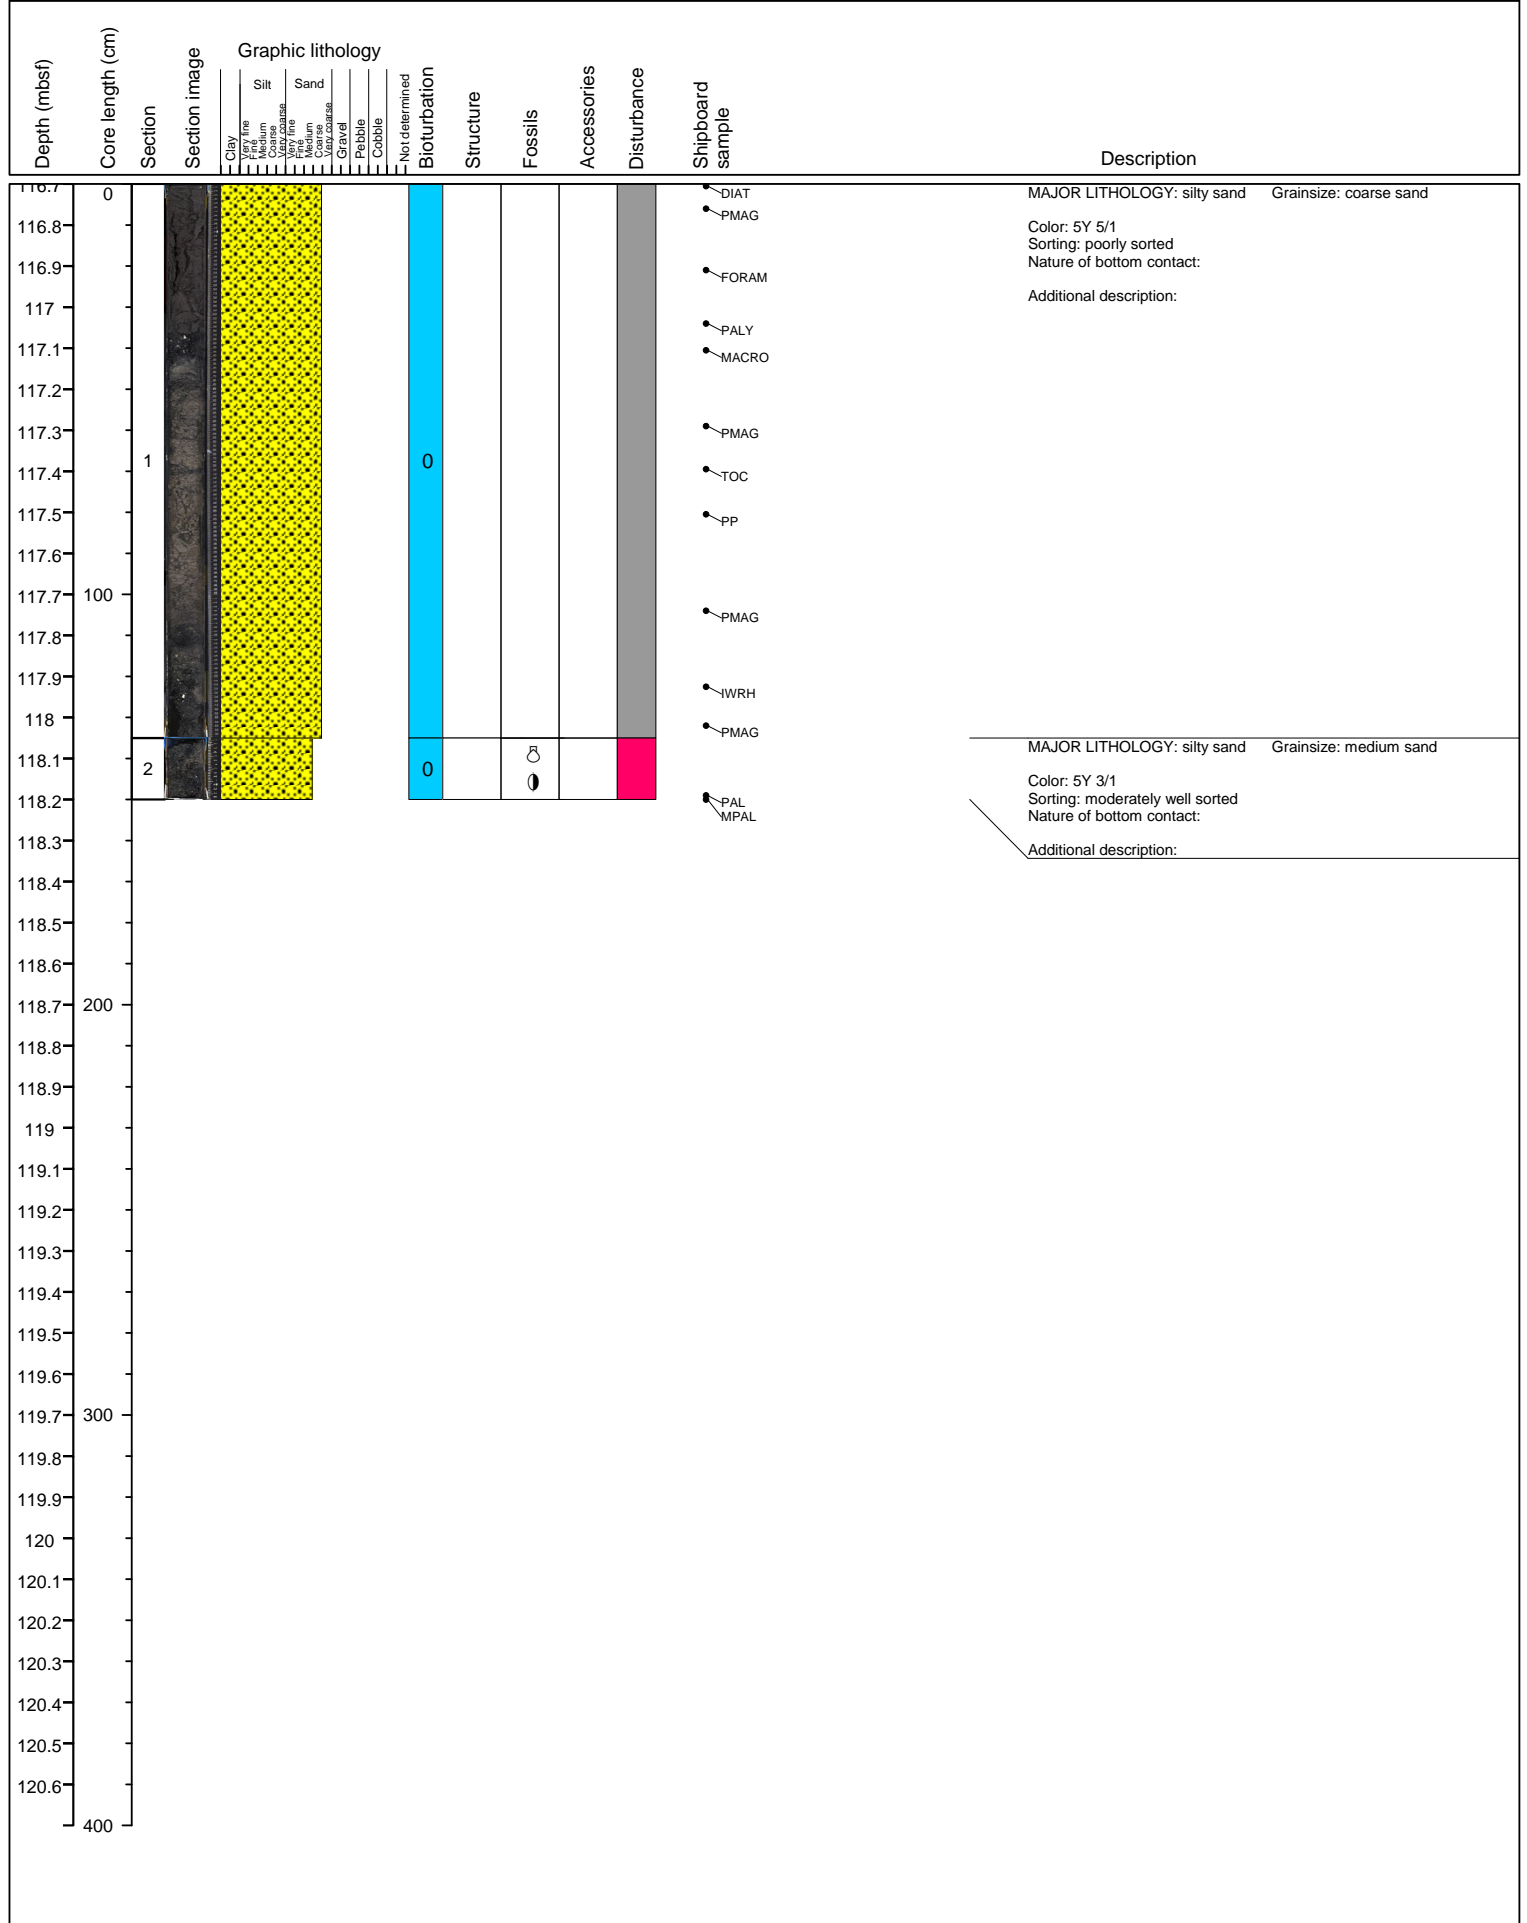 Depth (mbsf)
Core length (cm)
Section
Section image
Graphic lithology
Clay
Silt
Very fine
Fine
Medium
Coarse
Very coarse
Sand
Very fine
Fine
Medium
Coarse
Very coarse
Gravel
Pebble
Cobble
Not determined
Bioturbation
Structure
Fossils
Accessories
Disturbance
Shipboard
sample
Description
116.7
116.8
116.9
117
117.1
117.2
117.3
117.4
117.5
117.6
117.7
117.8
117.9
118
118.1
118.2
118.3
118.4
118.5
118.6
118.7
118.8
118.9
119
119.1
119.2
119.3
119.4
119.5
119.6
119.7
119.8
119.9
120
120.1
120.2
120.3
120.4
120.5
120.6
0
100
200
300
400
1
2
0
0
DIAT
PMAG
FORAM
PALY
MACRO
PMAG
TOC
PP
PMAG
IWRH
PMAG
PAL
MPAL
MAJOR LITHOLOGY: silty sand Grainsize: coarse sand
Color: 5Y 5/1
Sorting: poorly sorted
Nature of bottom contact:
Additional description:
MAJOR LITHOLOGY: silty sand Grainsize: medium sand
Color: 5Y 3/1
Sorting: moderately well sorted
Nature of bottom contact:
Additional description: